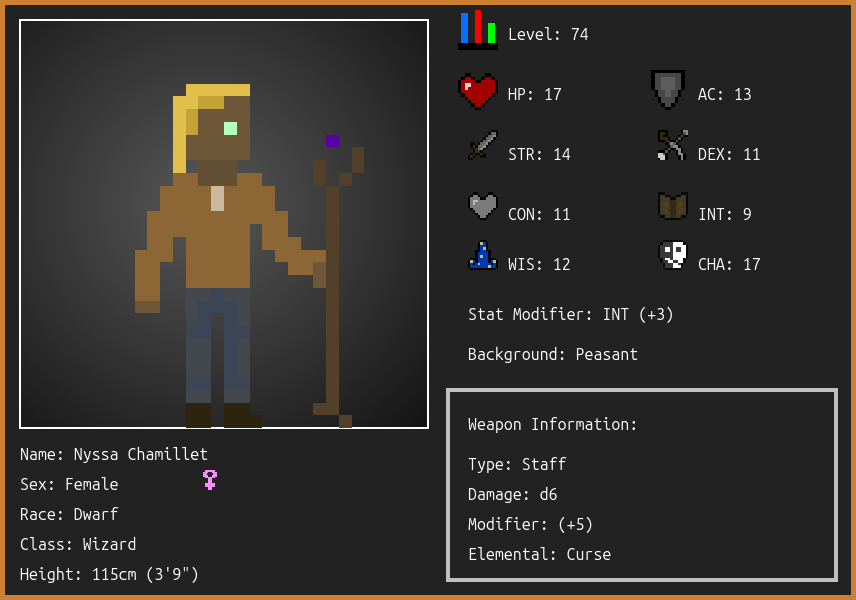 Level: 74
HP: 17
AC: 13
STR: 14
DEX: 11
CON: 11
INT: 9
WIS: 12
CHA: 17
Stat Modifier: INT (+3)
Background: Peasant
Weapon Information:
Type: Staff
Damage: d6
Modifier: (+5)
Elemental: Curse
Name: Nyssa Chamillet
Sex: Female
Race: Dwarf
Class: Wizard
Height: 115cm (3'9")